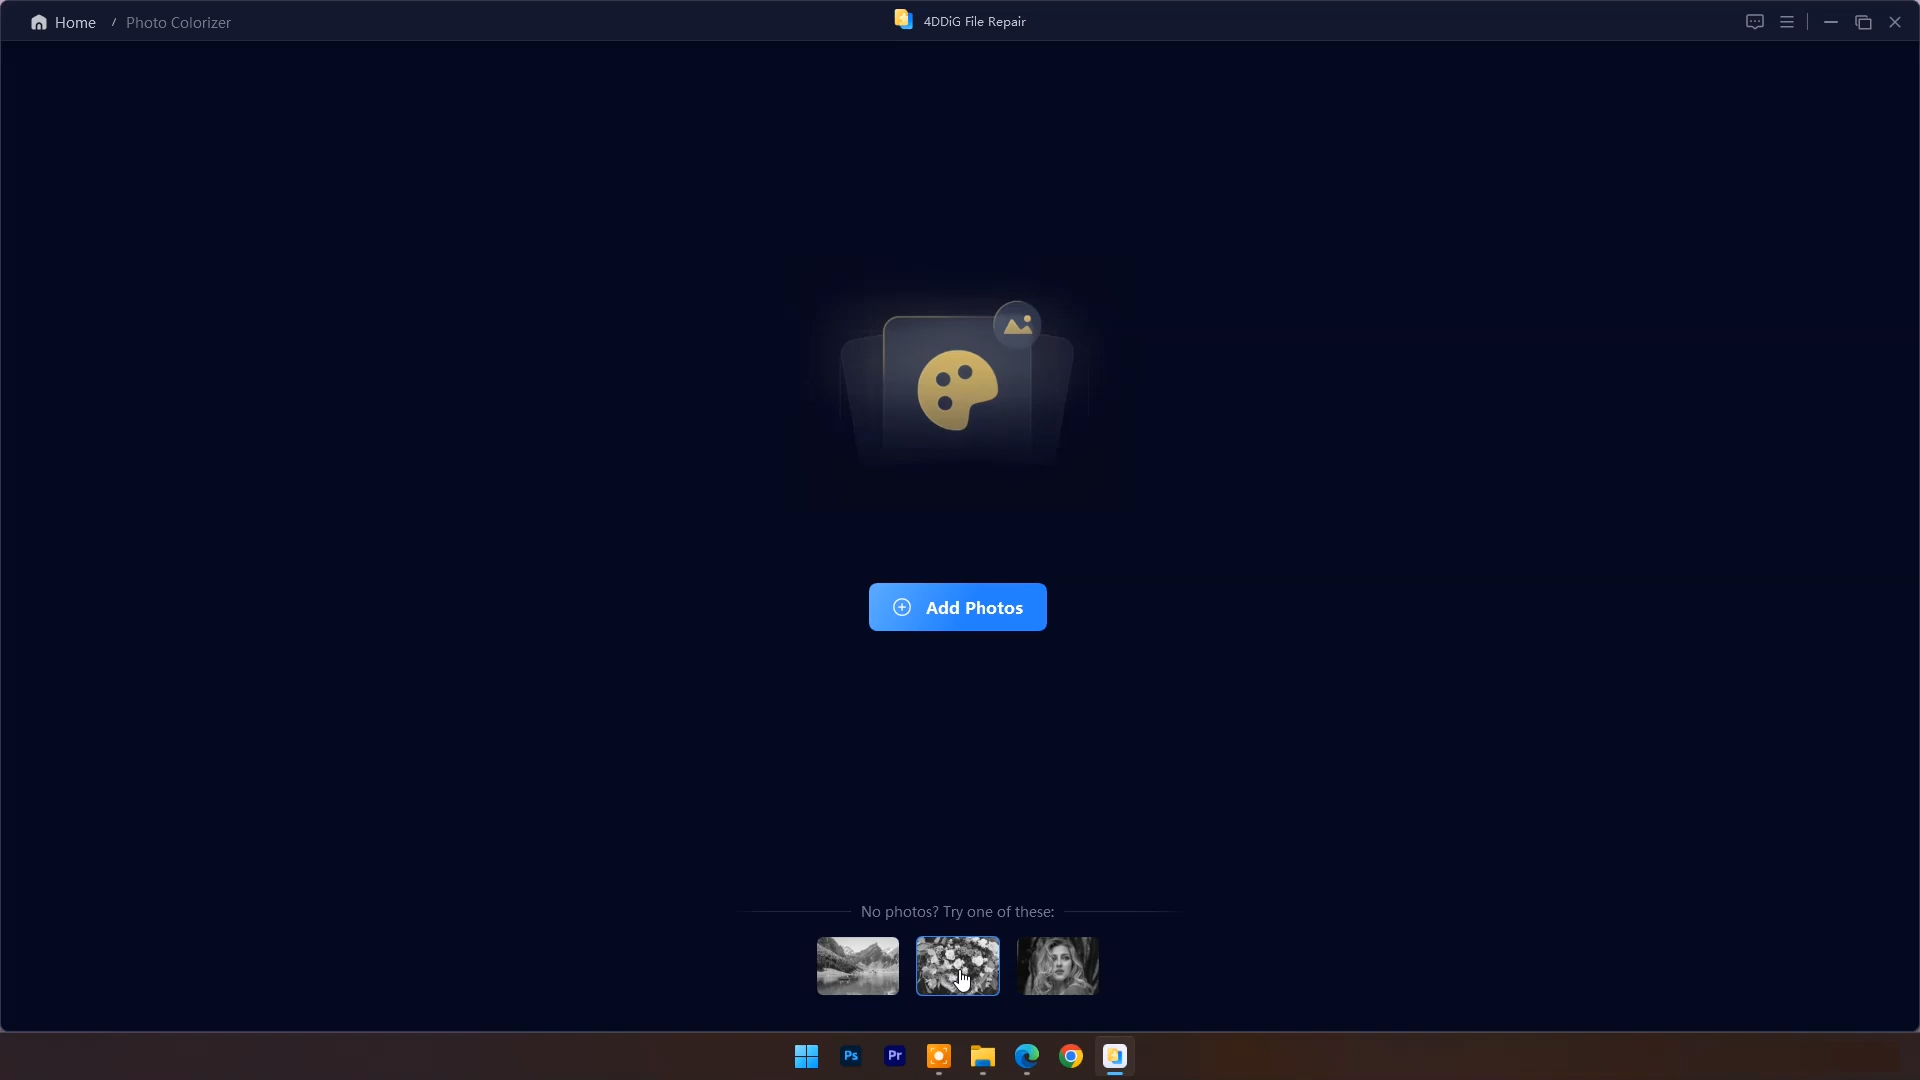 Home / Photo Colorizer
4DDiG File Repair
Add Photos
No photos? Try one of these:
Ps
Pr